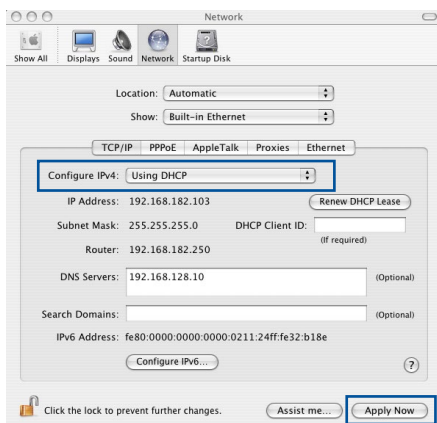 Network
Show All Displays Sound Network Startup Disk
Location: Automatic
Show: Built-in Ethernet
TCP/IP PPPoE AppleTalk Proxies Ethernet
Configure IPv4: Using DHCP
IP Address: 192.168.182.103 Renew DHCP Lease
Subnet Mask: 255.255.255.0 DHCP Client ID:
(If required)
Router: 192.168.182.250
DNS Servers: 192.168.128.10 (Optional)
Search Domains: (Optional)
IPv6 Address: fe80:0000:0000:0000:0211:24ff:fe32:b18e
Configure IPv6... ?
Click the lock to prevent further changes. Assist me... Apply Now